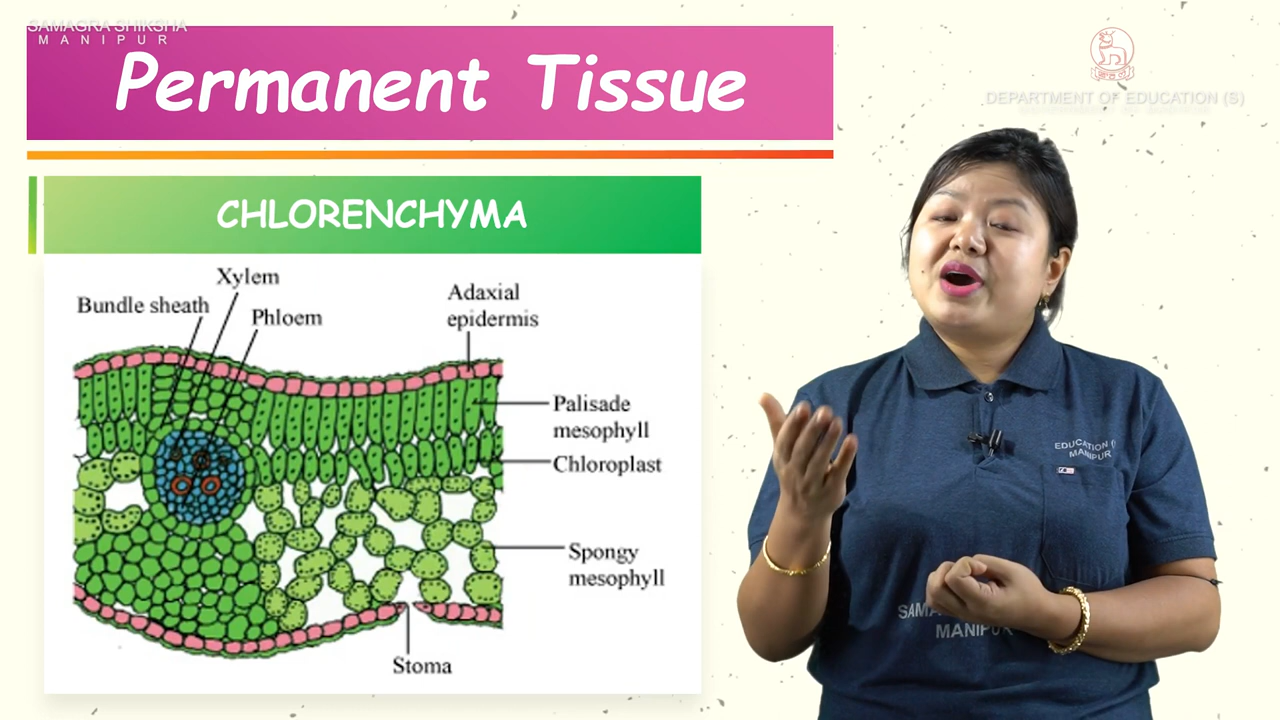 SAMAGRA SHIKSHA
MANIPUR
Permanent Tissue
DEPARTMENT OF EDUCATION (S)
CHLORENCHYMA
Xylem
Bundle sheath
Phloem
Adaxial
epidermis
Palisade
mesophyll
Chloroplast
Spongy
mesophyll
Stoma
EDUCATION (
MANIPUR
SAMA
MANIPUR